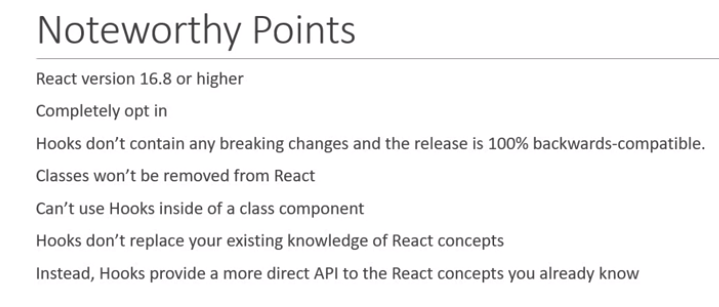 Noteworthy Points
React version 16.8 or higher
Completely opt in
Hooks don’t contain any breaking changes and the release is 100% backwards-compatible.
Classes won’t be removed from React
Can’t use Hooks inside of a class component
Hooks don’t replace your existing knowledge of React concepts
Instead, Hooks provide a more direct API to the React concepts you already know